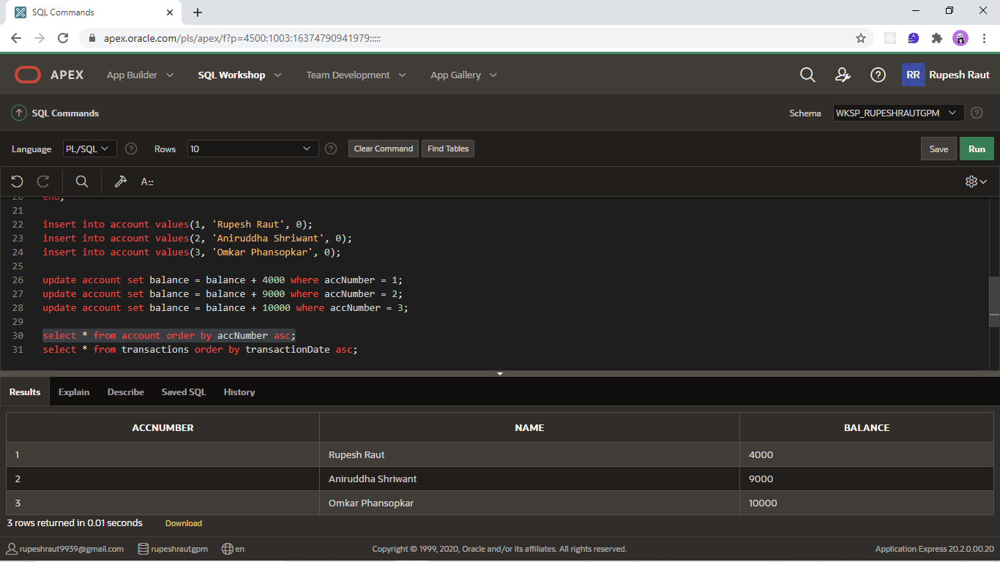 SQL Commands
apex.oracle.com/pls/apex/f?p=4500:1003:16374790941979:::::
APEX App Builder SQL Workshop Team Development App Gallery RR Rupesh Raut
SQL Commands Schema WKSP_RUPESHRAUTGPM
Language PL/SQL Rows 10 Clear Command Find Tables Save Run
A::
20 end;
21
22 insert into account values(1, 'Rupesh Raut', 0);
23 insert into account values(2, 'Aniruddha Shriwant', 0);
24 insert into account values(3, 'Omkar Phansopkar', 0);
25
26 update account set balance = balance + 4000 where accNumber = 1;
27 update account set balance = balance + 9000 where accNumber = 2;
28 update account set balance = balance + 10000 where accNumber = 3;
29
30 select * from account order by accNumber asc;
31 select * from transactions order by transactionDate asc;
Results Explain Describe Saved SQL History
ACCNUMBER NAME BALANCE
1 Rupesh Raut 4000
2 Aniruddha Shriwant 9000
3 Omkar Phansopkar 10000
3 rows returned in 0.01 seconds Download
rupeshraut9939@gmail.com rupeshrautgpm en Copyright © 1999, 2020, Oracle and/or its affiliates. All rights reserved. Application Express 20.2.0.00.20